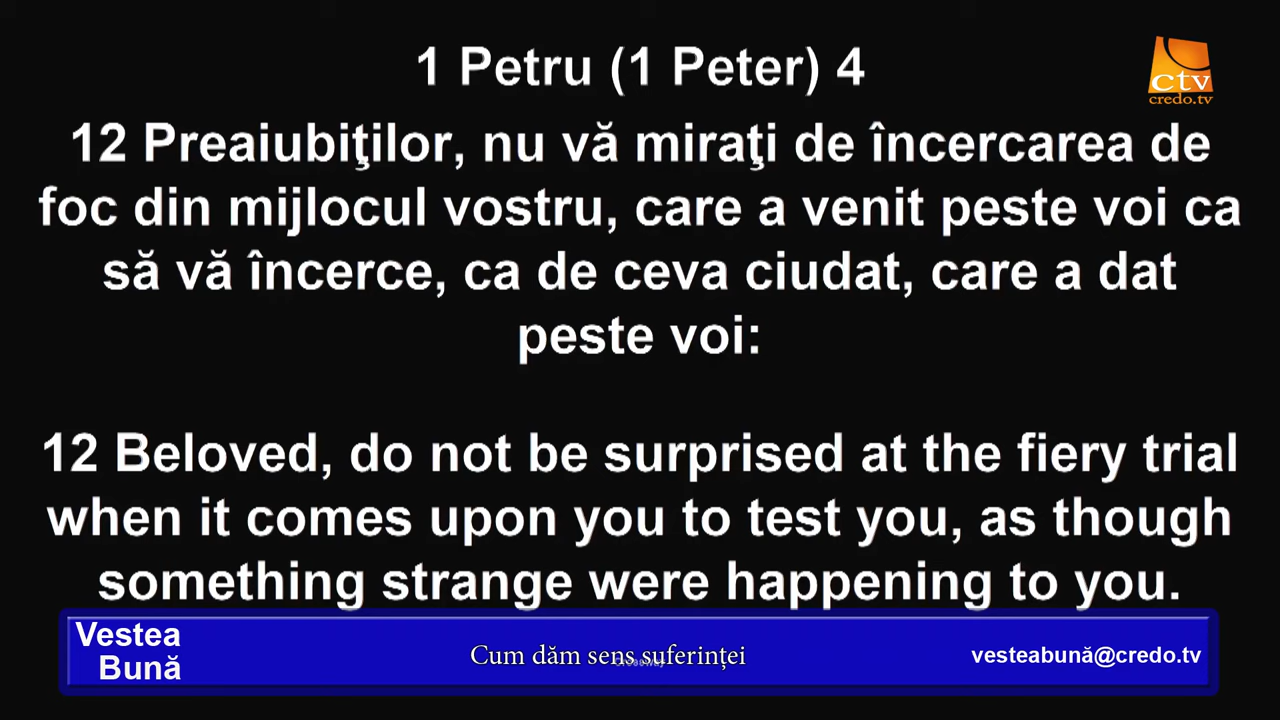 1 Petru (1 Peter) 4
ctv
credo.tv
12 Preaiubiţilor, nu vă miraţi de încercarea de
foc din mijlocul vostru, care a venit peste voi ca
să vă încerce, ca de ceva ciudat, care a dat
peste voi:
12 Beloved, do not be surprised at the fiery trial
when it comes upon you to test you, as though
something strange were happening to you.
Vestea
Bună
Cum dăm sens suferinței
vesteabună@credo.tv